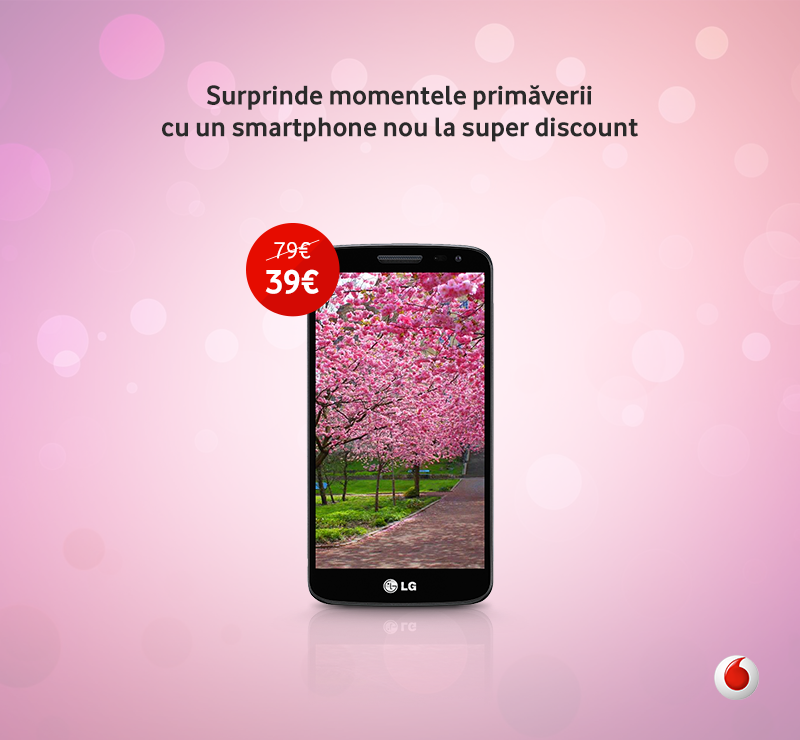 Surprinde momentele primăverii
cu un smartphone nou la super discount
79€
39€
LG